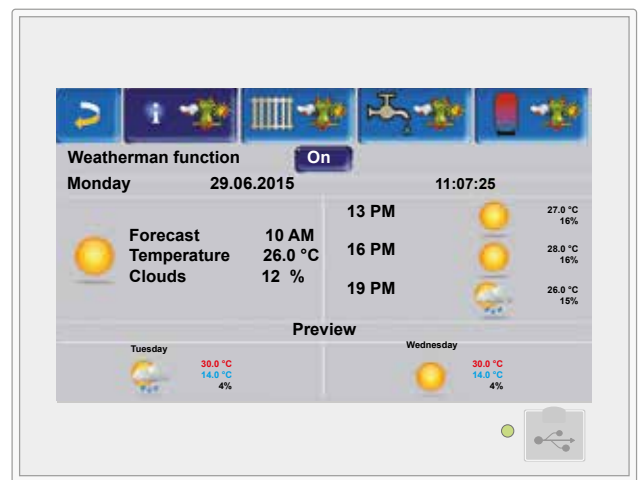 Weatherman function On
Monday 29.06.2015 11:07:25
Forecast 10 AM
Temperature 26.0 °C
Clouds 12 %
13 PM 27.0 °C
16%
16 PM 28.0 °C
16%
19 PM 26.0 °C
15%
Preview
Tuesday
30.0 °C
14.0 °C
4%
Wednesday
30.0 °C
14.0 °C
4%